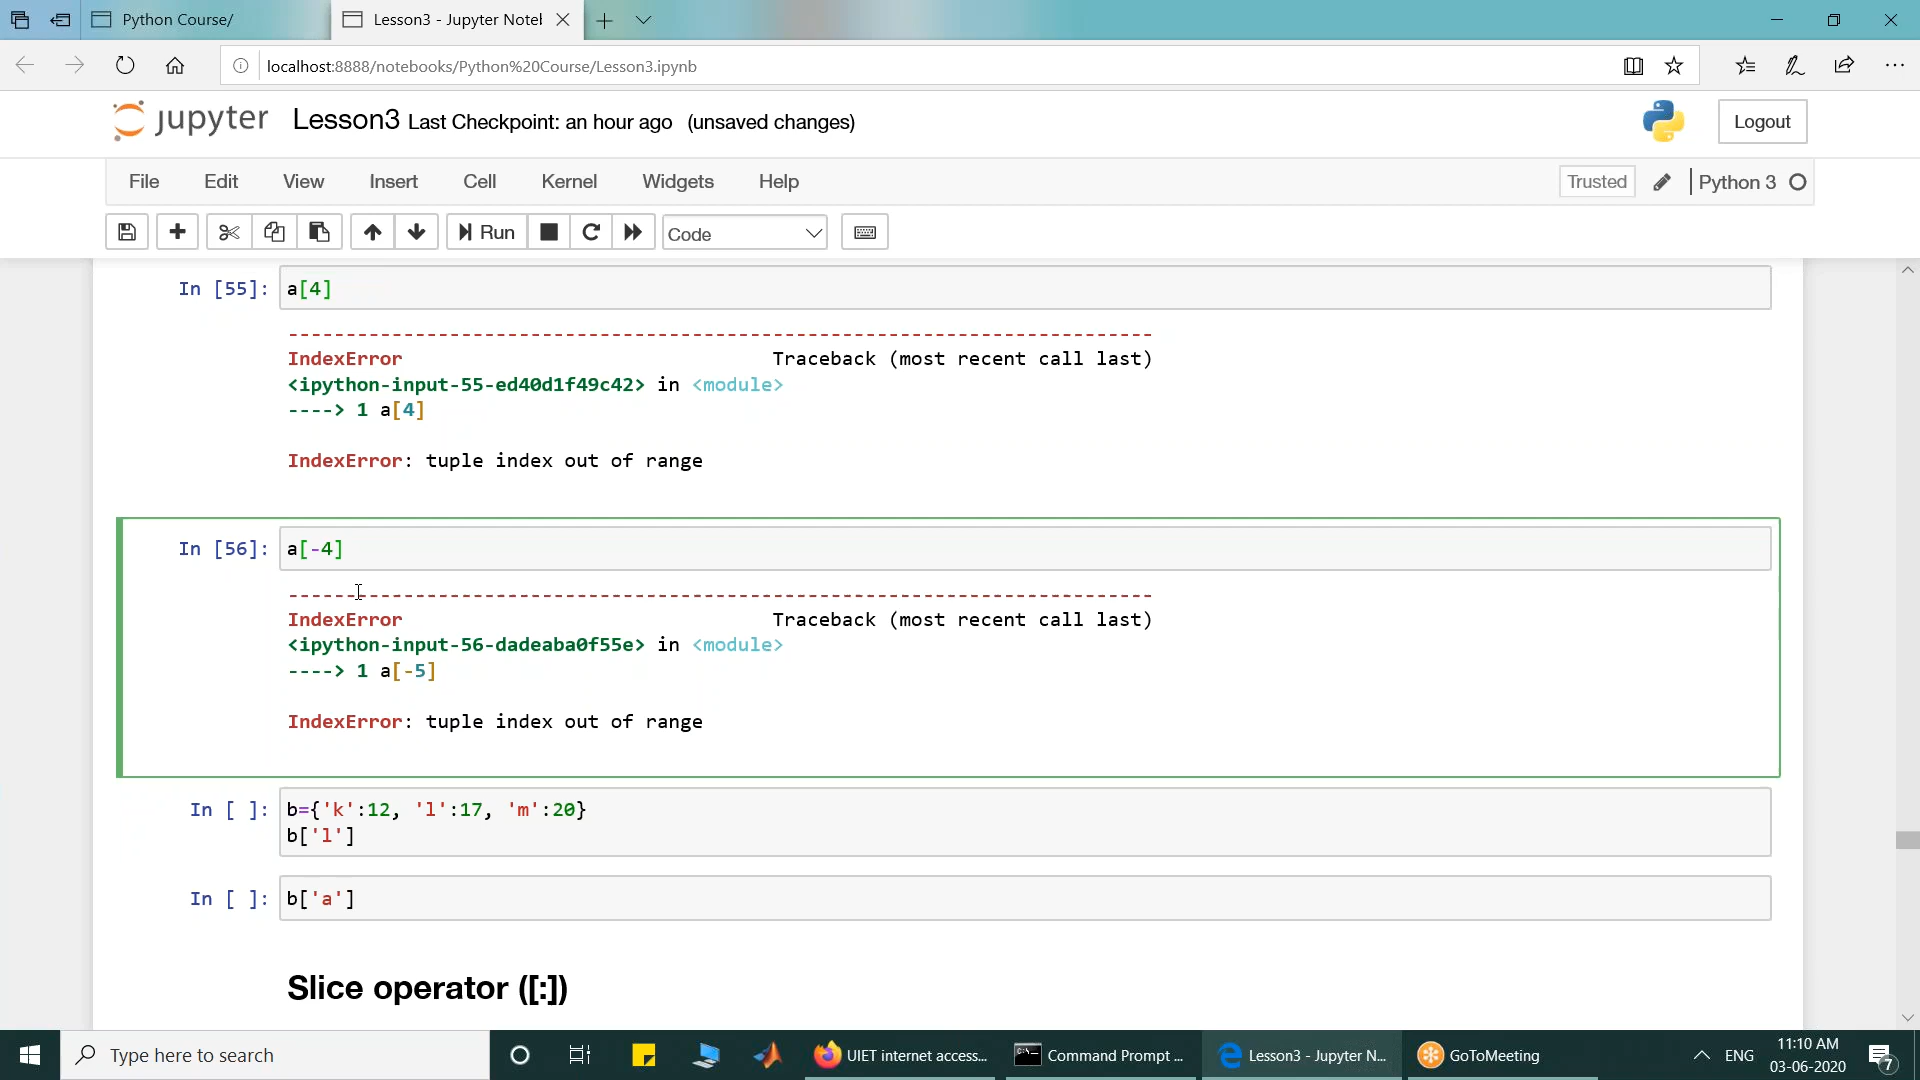 Python Course/
Lesson3 - Jupyter Notel
localhost:8888/notebooks/Python%20Course/Lesson3.ipynb
jupyter Lesson3 Last Checkpoint: an hour ago (unsaved changes)
Logout
File Edit View Insert Cell Kernel Widgets Help
Trusted
Python 3
Run
Code
In [55]: a[4]
---------------------------------------------------------------------------
IndexError Traceback (most recent call last)
<ipython-input-55-ed40d1f49c42> in <module>
----> 1 a[4]
IndexError: tuple index out of range
In [56]: a[-4]
---------------------------------------------------------------------------
IndexError Traceback (most recent call last)
<ipython-input-56-dadeaba0f55e> in <module>
----> 1 a[-5]
IndexError: tuple index out of range
In [ ]: b={'k':12, 'l':17, 'm':20}
b['l']
In [ ]: b['a']
Slice operator ([:])
Type here to search
UIET internet access...
Command Prompt ...
Lesson3 - Jupyter N...
GoToMeeting
ENG
11:10 AM
03-06-2020
7